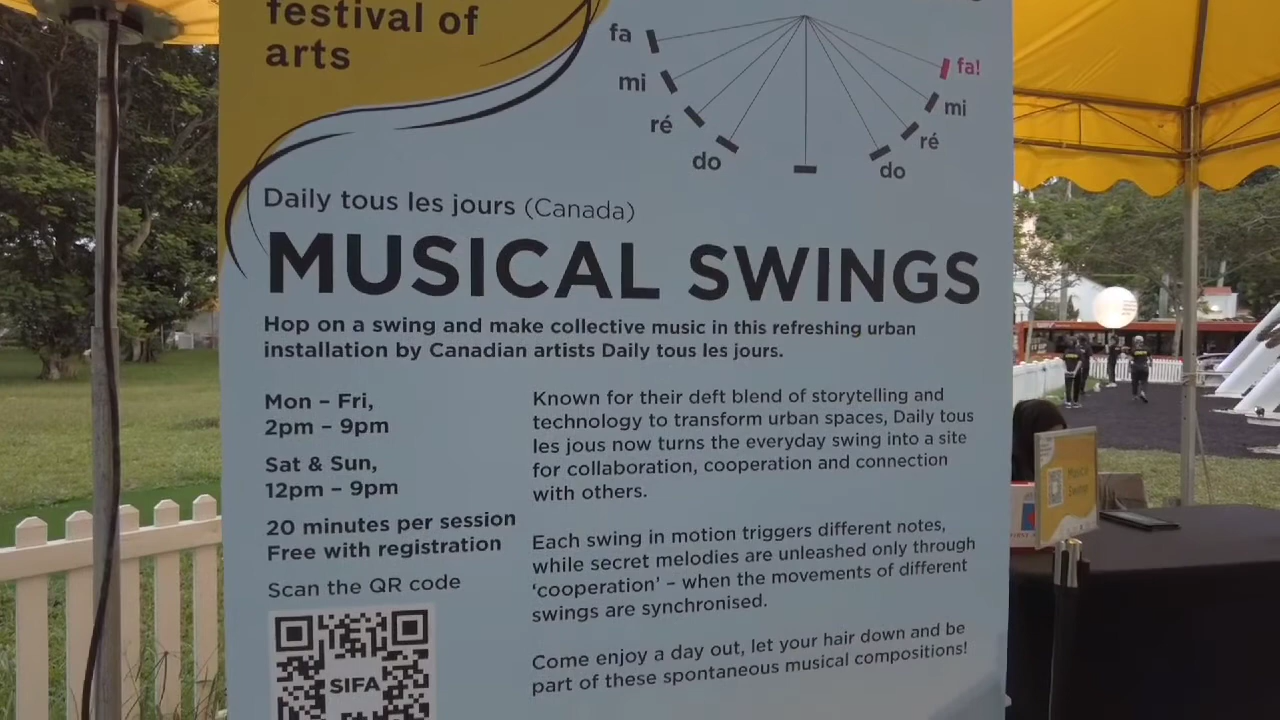 festival of
arts
fa
mi
ré
do
fa!
mi
ré
do
Daily tous les jours (Canada)
MUSICAL SWINGS
Hop on a swing and make collective music in this refreshing urban
installation by Canadian artists Daily tous les jours.
Mon – Fri,
2pm – 9pm
Sat & Sun,
12pm – 9pm
20 minutes per session
Free with registration
Scan the QR code
SIFA
Known for their deft blend of storytelling and
technology to transform urban spaces, Daily tous
les jous now turns the everyday swing into a site
for collaboration, cooperation and connection
with others.
Each swing in motion triggers different notes,
while secret melodies are unleashed only through
‘cooperation’ – when the movements of different
swings are synchronised.
Come enjoy a day out, let your hair down and be
part of these spontaneous musical compositions!
Musical
Swings